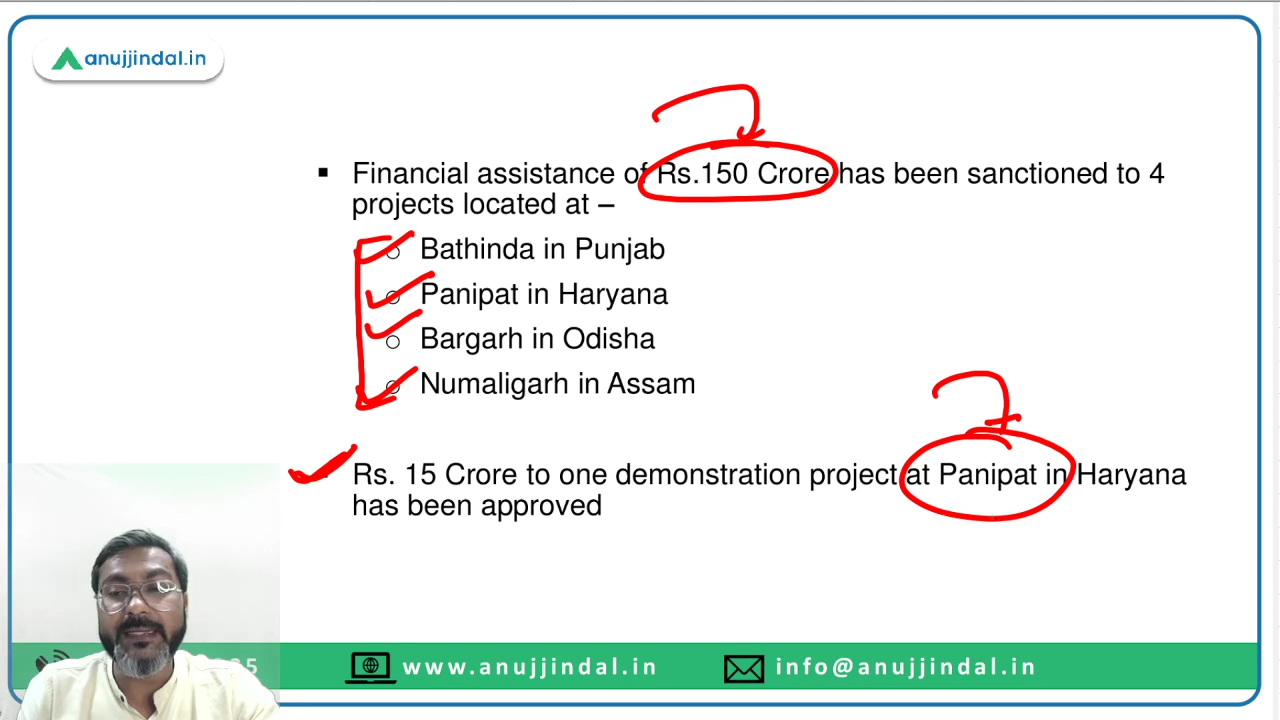 anujjindal.in
Financial assistance of Rs.150 Crore has been sanctioned to 4
projects located at –
Bathinda in Punjab
Panipat in Haryana
Bargarh in Odisha
Numaligarh in Assam
Rs. 15 Crore to one demonstration project at Panipat in Haryana
has been approved
www.anujjindal.in
info@anujjindal.in